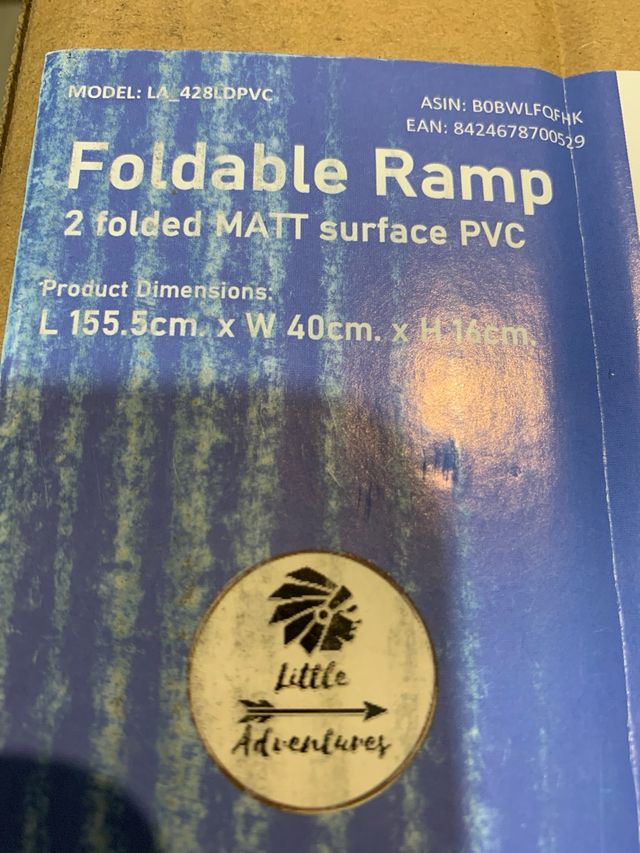 MODEL: LA_428LDPVC
ASIN: B0BWLFQFHK
EAN: 8424678700529
Foldable Ramp
2 folded MATT surface PVC
Product Dimensions:
L 155.5cm. x W 40cm. x H 16cm.
Little
Adventures